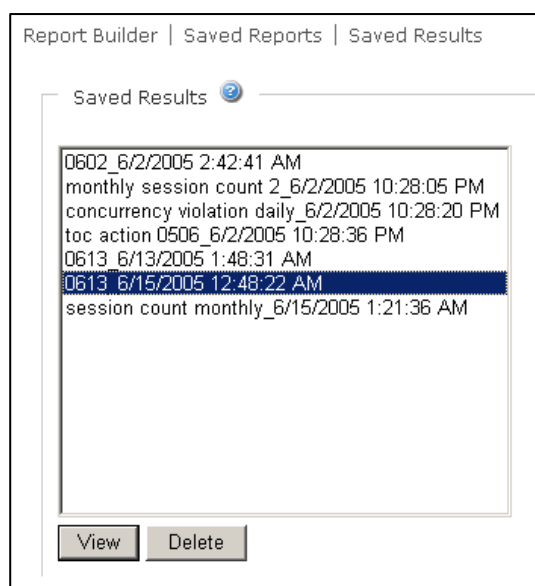 Report Builder | Saved Reports | Saved Results
Saved Results
0602_6/2/2005 2:42:41 AM
monthly session count 2_6/2/2005 10:28:05 PM
concurrency violation daily_6/2/2005 10:28:20 PM
toc action 0506_6/2/2005 10:28:36 PM
0613_6/13/2005 1:48:31 AM
0613_6/15/2005 12:48:22 AM
session count monthly_6/15/2005 1:21:36 AM
View Delete